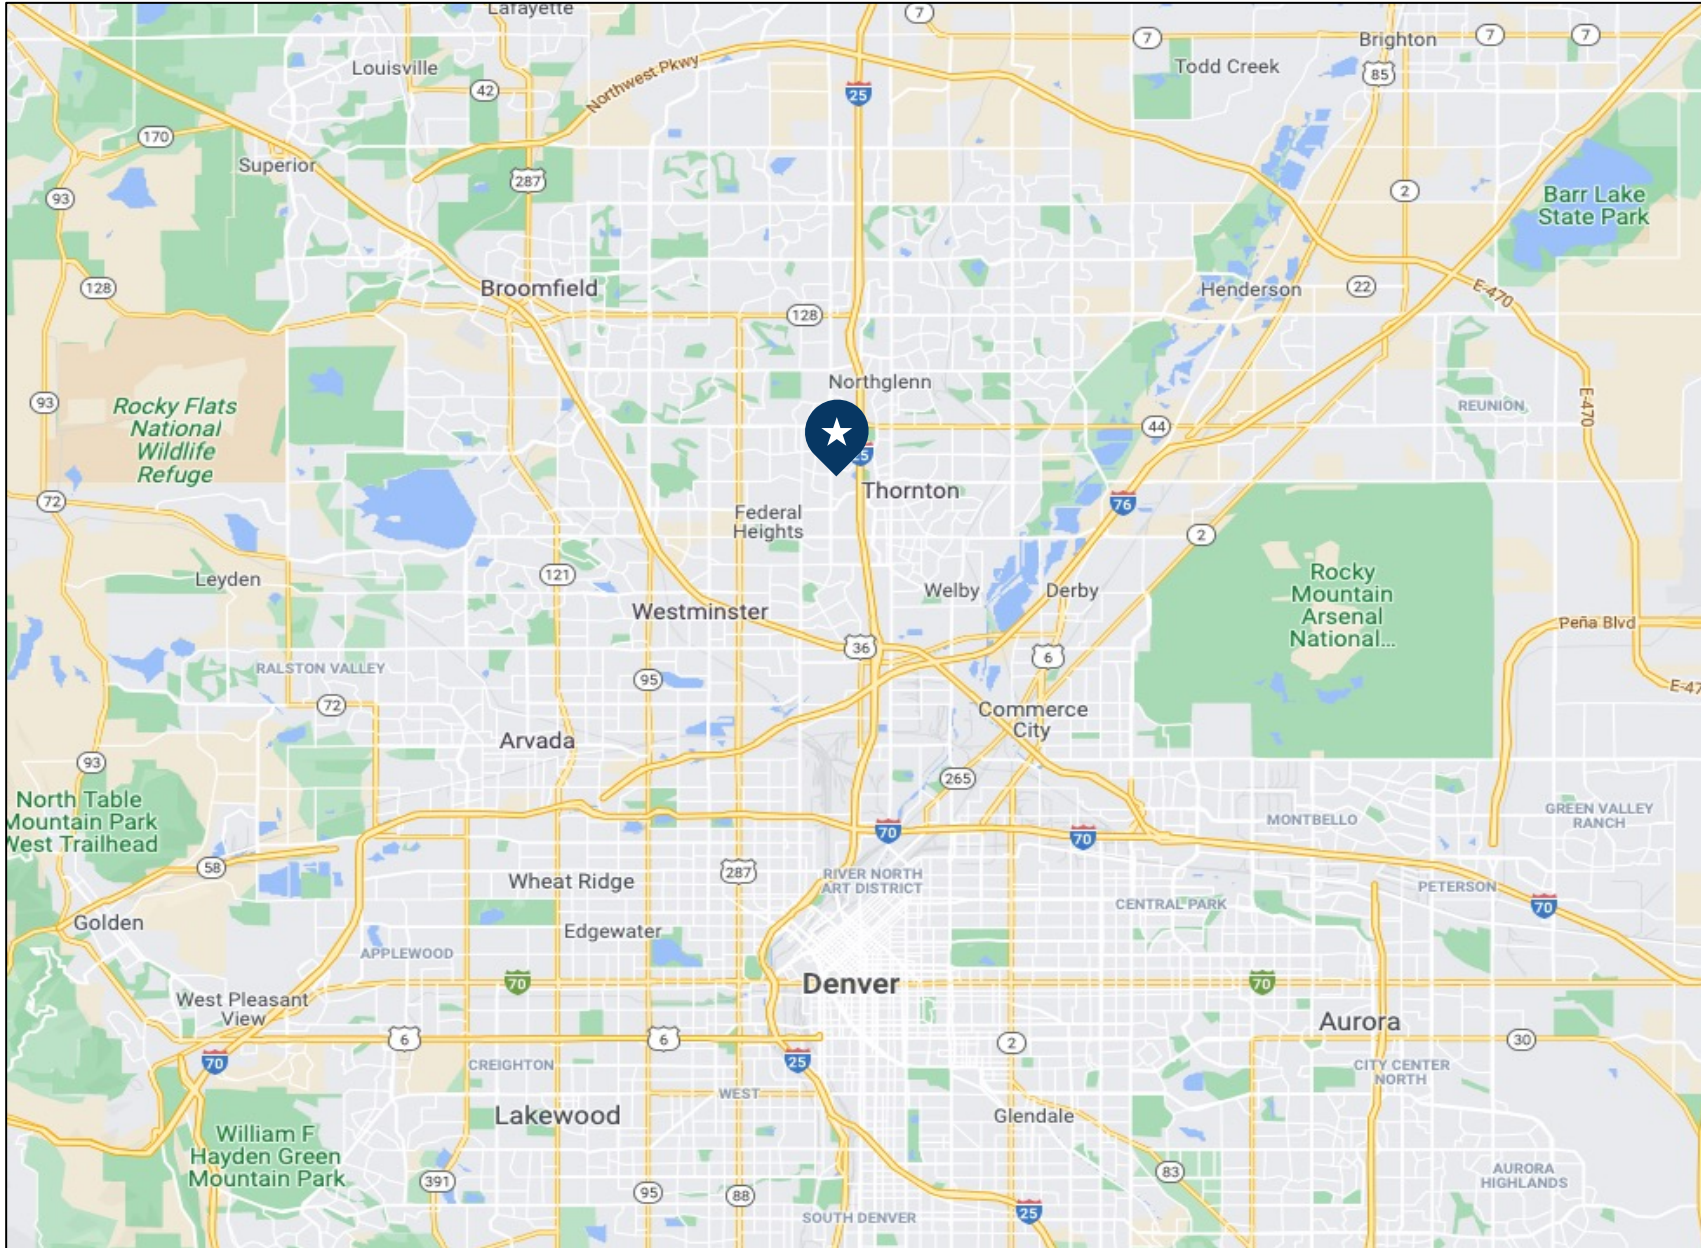 Lafayette
7
7
Brighton
7
7
Louisville
Todd Creek
85
Northwest Pkwy
42
25
170
Superior
287
93
2
Barr Lake
State Park
128
Broomfield
Henderson
22
E-470
128
Northglenn
93
Rocky Flats
National
Wildlife
Refuge
REUNION
E-470
44
25
72
Thornton
76
Federal
Heights
2
Leyden
121
Welby
Derby
Rocky
Mountain
Arsenal
National...
Westminster
Peña Blvd
36
6
RALSTON VALLEY
95
E-47
72
Commerce
City
Arvada
93
265
North Table
Mountain Park
West Trailhead
GREEN VALLEY
RANCH
MONTBELLO
70
70
58
287
Wheat Ridge
RIVER NORTH
ART DISTRICT
PETERSON
CENTRAL PARK
70
Golden
Edgewater
APPLEWOOD
70
Denver
70
West Pleasant
View
Aurora
6
6
2
30
70
CREIGHTON
25
CITY CENTER
NORTH
WEST
Lakewood
Glendale
William F
Hayden Green
Mountain Park
391
95
88
83
AURORA
HIGHLANDS
SOUTH DENVER
25